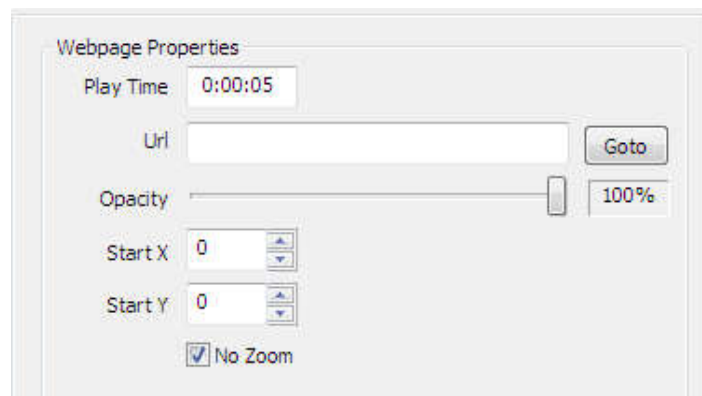 Webpage Properties
Play Time 0:00:05
Url Goto
Opacity 100%
Start X 0
Start Y 0
No Zoom